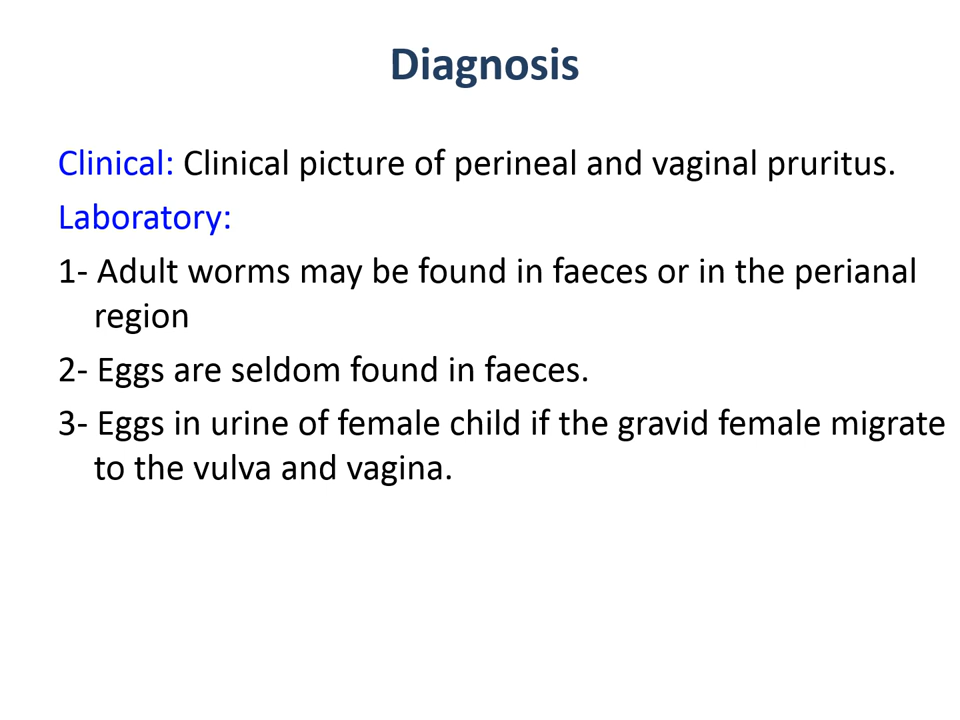 Diagnosis
Clinical: Clinical picture of perineal and vaginal pruritus.
Laboratory:
1- Adult worms may be found in faeces or in the perianal
region
2- Eggs are seldom found in faeces.
3- Eggs in urine of female child if the gravid female migrate
to the vulva and vagina.